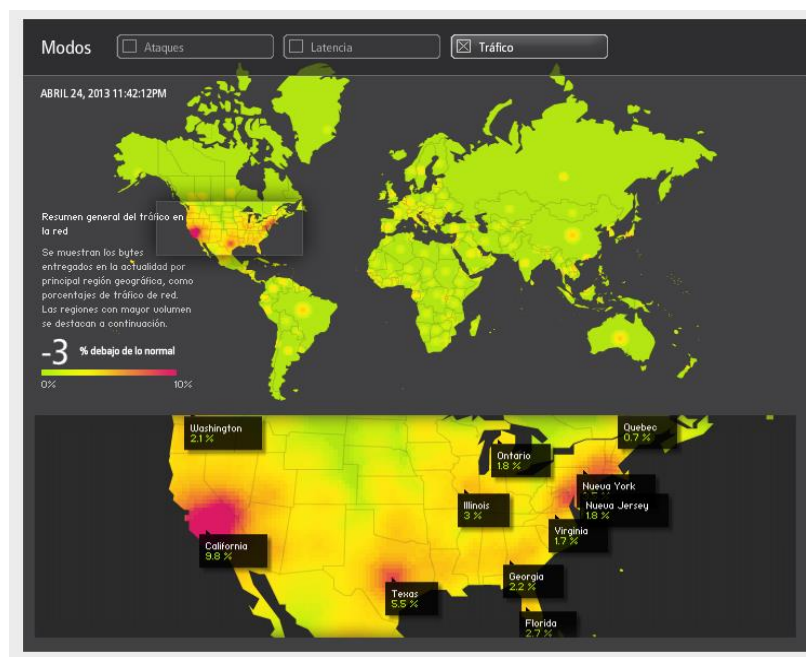 Modos
Ataques
Latencia
Tráfico
ABRIL 24, 2013 11:42:12PM
Resumen general del tráfico en
la red
Se muestran los bytes
entregados en la actualidad por
principal región geográfica, como
porcentajes de tráfico de red.
Las regiones con mayor volumen
se destacan a continuación.
-3 % debajo de lo normal
0% 10%
Washington
2.1 %
Quebec
0.7 %
Ontario
1.8 %
Nueva York
Illinois
3 %
Nueva Jersey
1.8 %
Virginia
1.7 %
California
9.8 %
Georgia
2.2 %
Texas
5.5 %
Florida
2.7 %